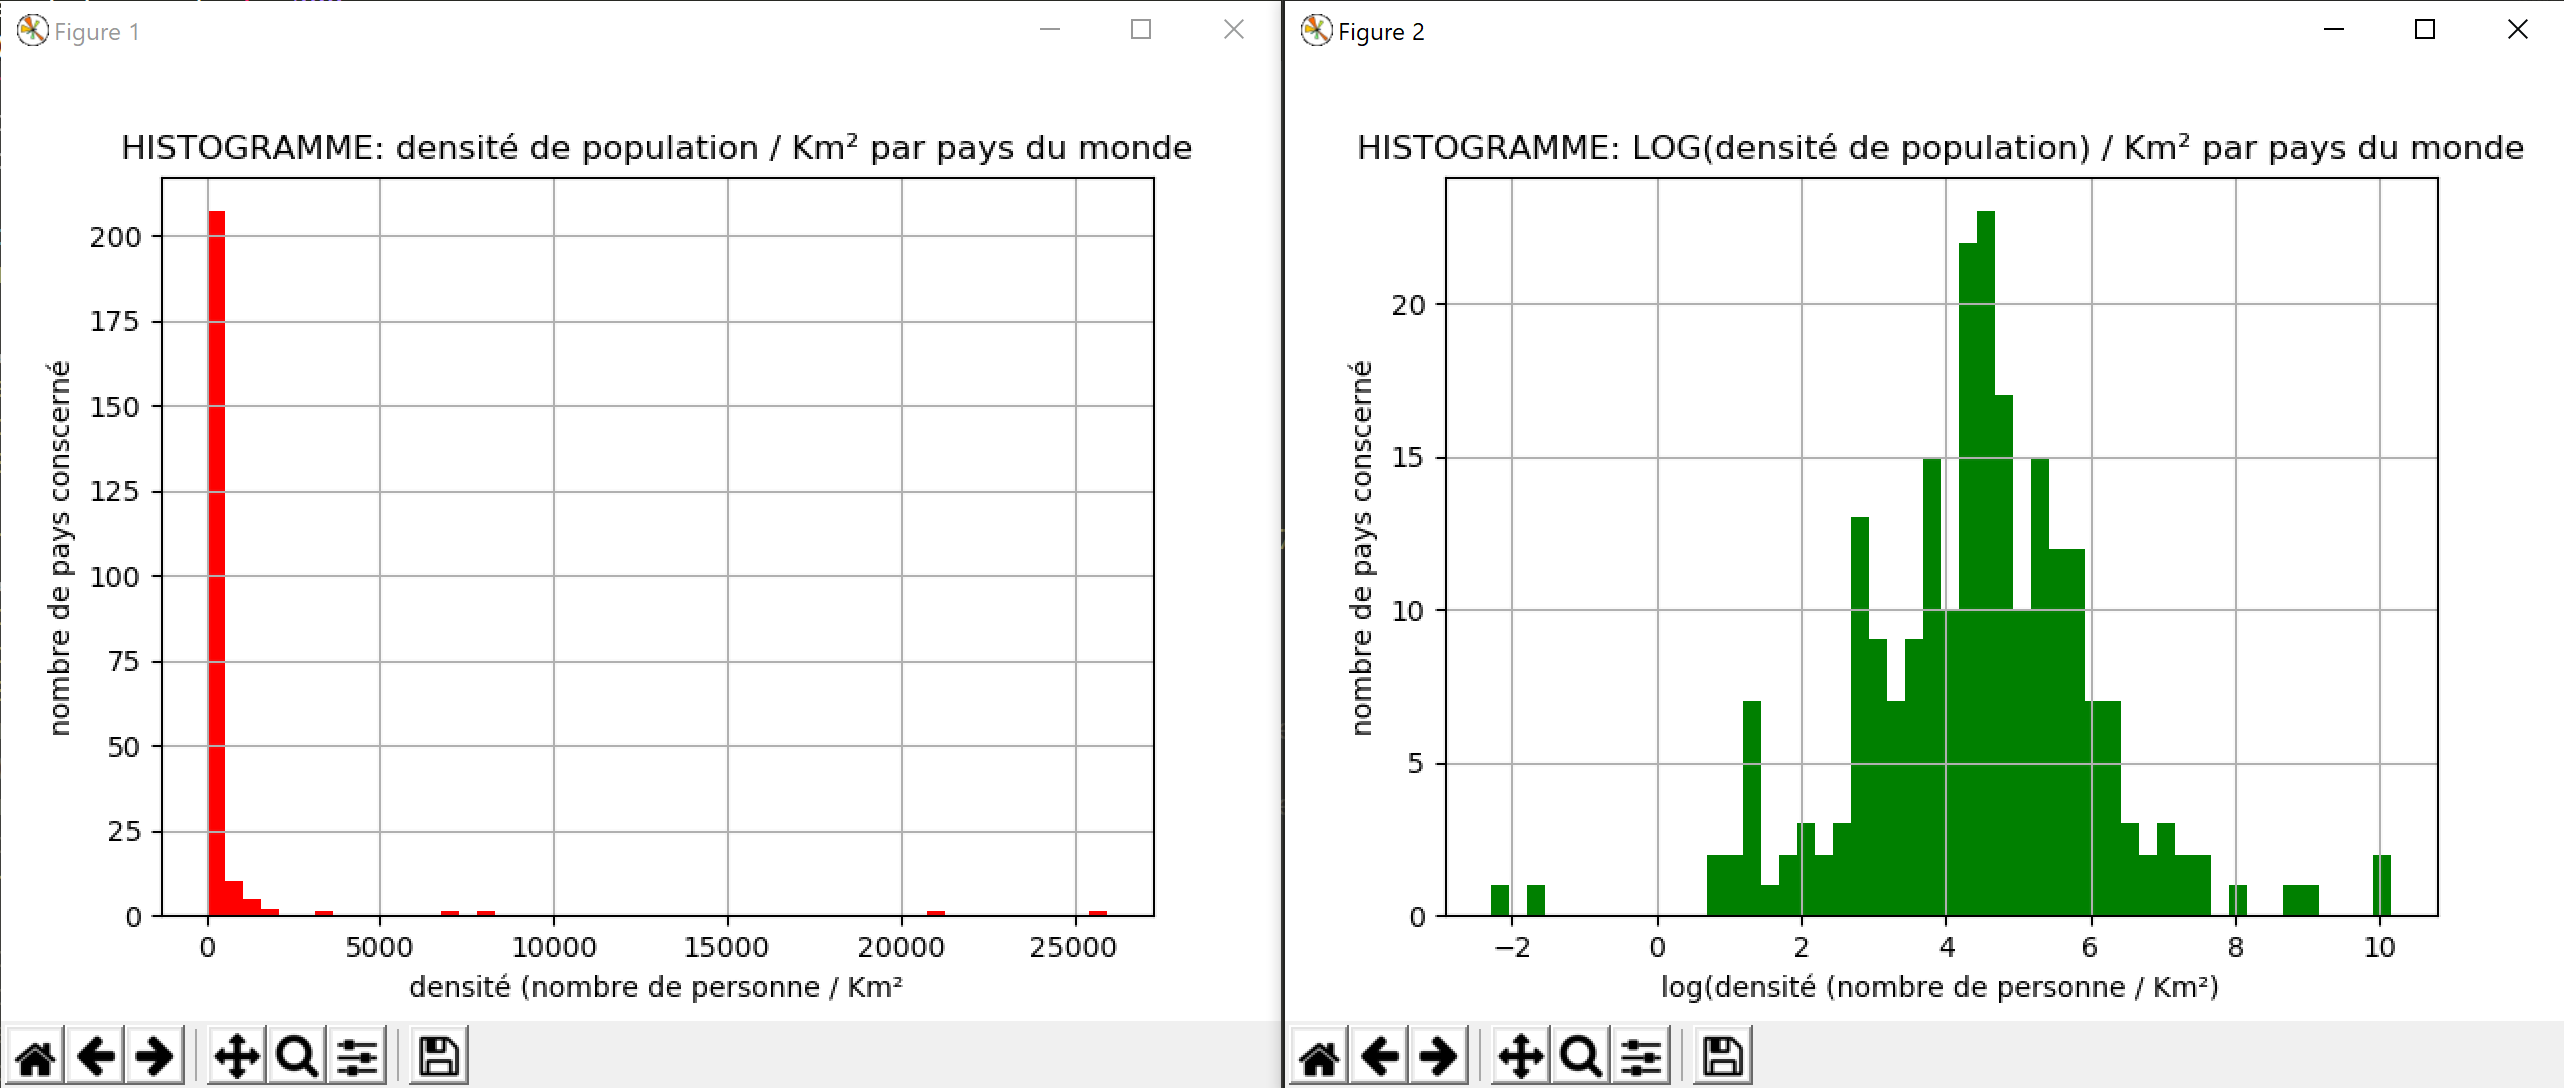 Figure 1
HISTOGRAMME: densité de population / Km² par pays du monde
nombre de pays conscerné
200
175
150
125
100
75
50
25
0
0 5000 10000 15000 20000 25000
densité (nombre de personne / Km²
Figure 2
HISTOGRAMME: LOG(densité de population) / Km² par pays du monde
nombre de pays conscerné
20
15
10
5
0
−2 0 2 4 6 8 10
log(densité (nombre de personne / Km²)